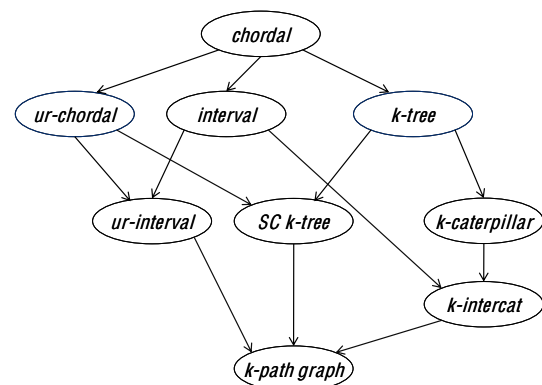 chordal
ur-chordal
interval
k-tree
ur-interval
SC k-tree
k-caterpillar
k-intercat
k-path graph